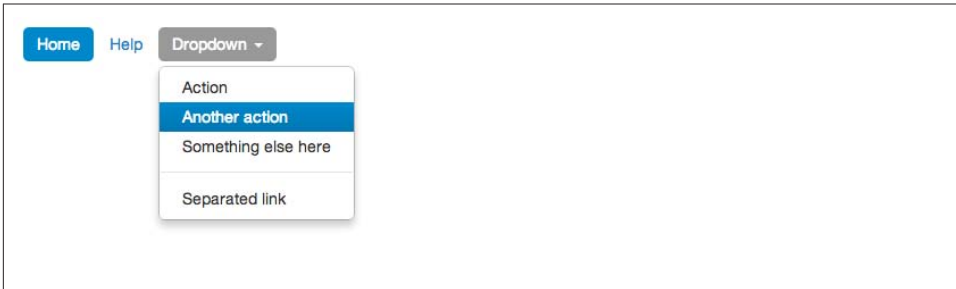 Home Help Dropdown
Action
Another action
Something else here
Separated link